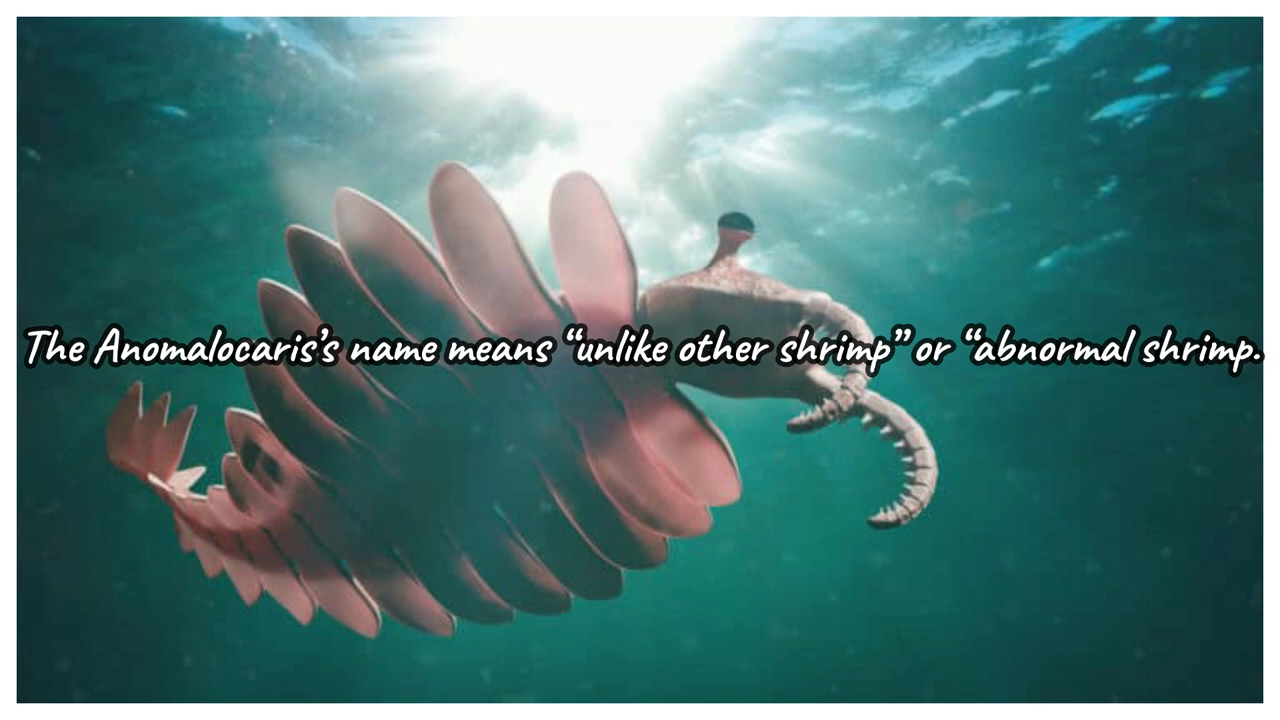 The Anomalocaris’s name means “unlike other shrimp” or “abnormal shrimp.